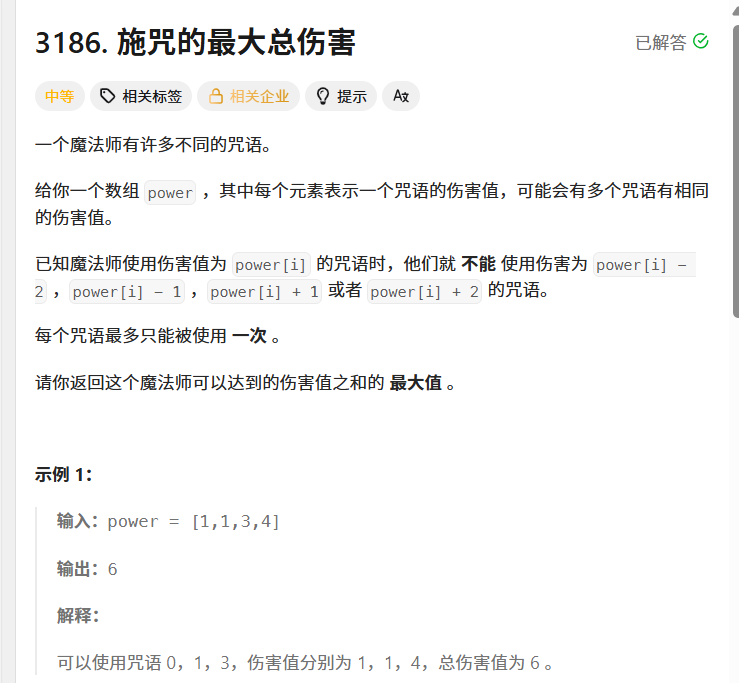 3186. 施咒的最大总伤害
已解答
中等 相关标签 相关企业 提示 A文
一个魔法师有许多不同的咒语。
给你一个数组 power ，其中每个元素表示一个咒语的伤害值，可能会有多个咒语有相同
的伤害值。
已知魔法师使用伤害值为 power[i] 的咒语时，他们就 不能 使用伤害为 power[i] -
2 ，power[i] - 1 ，power[i] + 1 或者 power[i] + 2 的咒语。
每个咒语最多只能被使用 一次 。
请你返回这个魔法师可以达到的伤害值之和的 最大值 。
示例 1：
输入：power = [1,1,3,4]
输出：6
解释：
可以使用咒语 0，1，3，伤害值分别为 1，1，4，总伤害值为 6 。